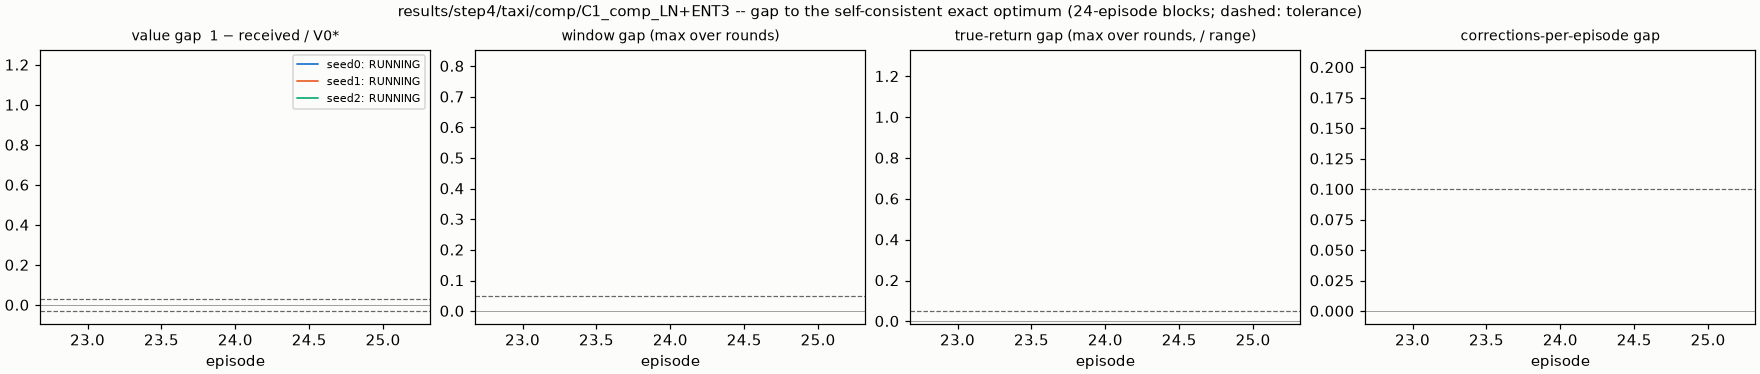 results/step4/taxi/comp/C1_comp_LN+ENT3 -- gap to the self-consistent exact optimum (24-episode blocks; dashed: tolerance)
value gap  1 − received / V0*
1.2
1.0
0.8
0.6
0.4
0.2
0.0
seed0: RUNNING
seed1: RUNNING
seed2: RUNNING
23.0 23.5 24.0 24.5 25.0
episode
window gap (max over rounds)
0.8
0.7
0.6
0.5
0.4
0.3
0.2
0.1
0.0
23.0 23.5 24.0 24.5 25.0
episode
true-return gap (max over rounds, / range)
1.2
1.0
0.8
0.6
0.4
0.2
0.0
23.0 23.5 24.0 24.5 25.0
episode
corrections-per-episode gap
0.200
0.175
0.150
0.125
0.100
0.075
0.050
0.025
0.000
23.0 23.5 24.0 24.5 25.0
episode